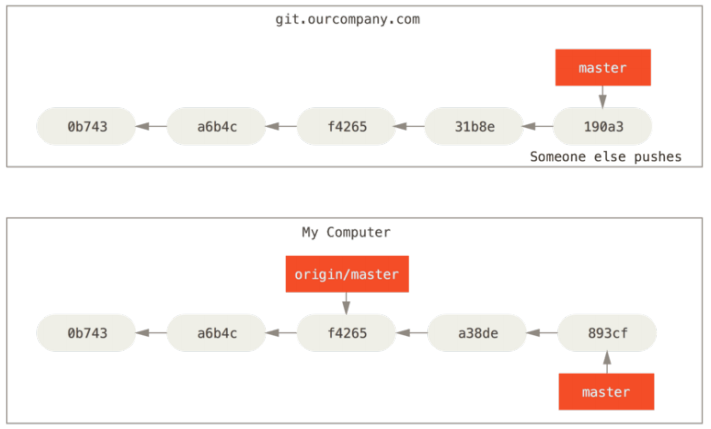 git.ourcompany.com
master
0b743 a6b4c f4265 31b8e 190a3
Someone else pushes
My Computer
origin/master
0b743 a6b4c f4265 a38de 893cf
master